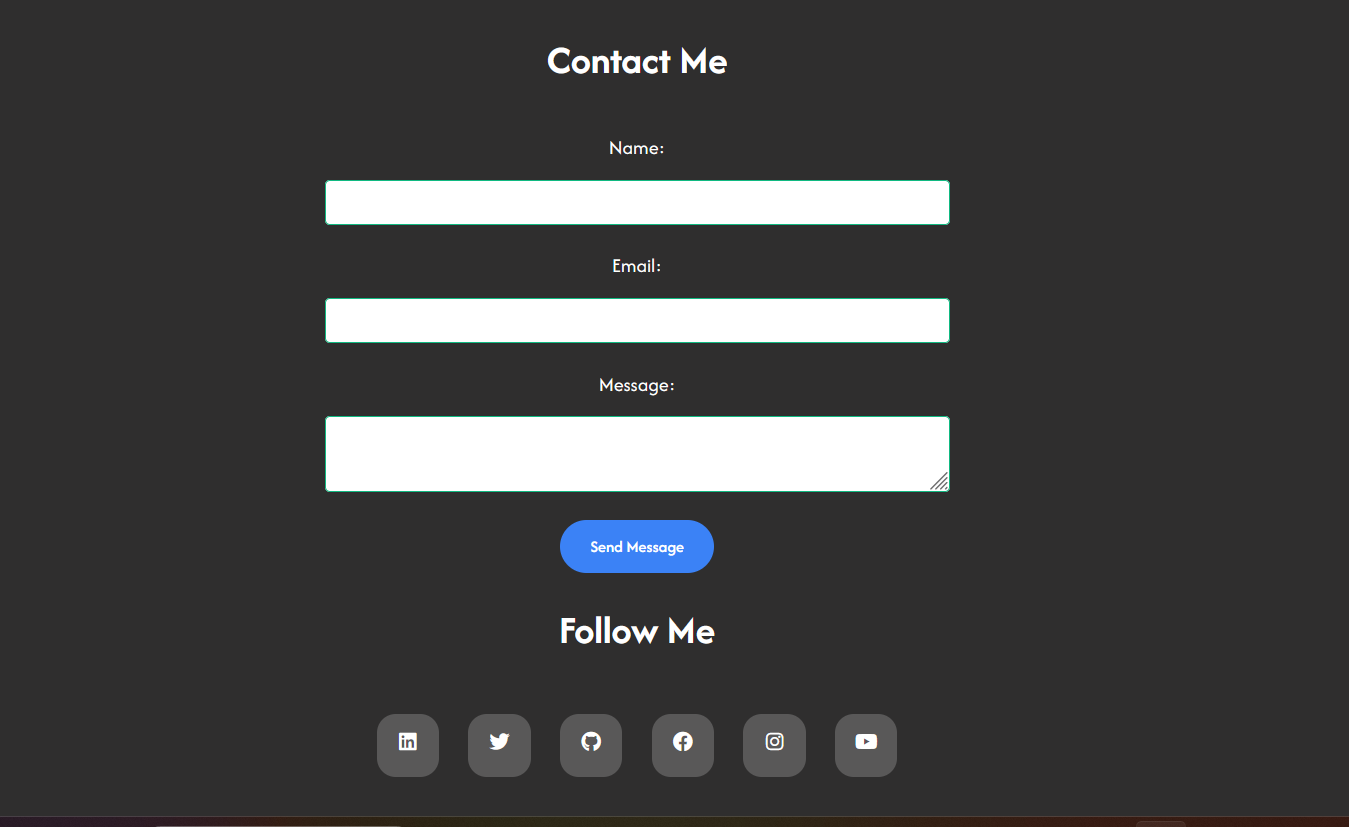 Contact Me
Name:
Email:
Message:
Send Message
Follow Me